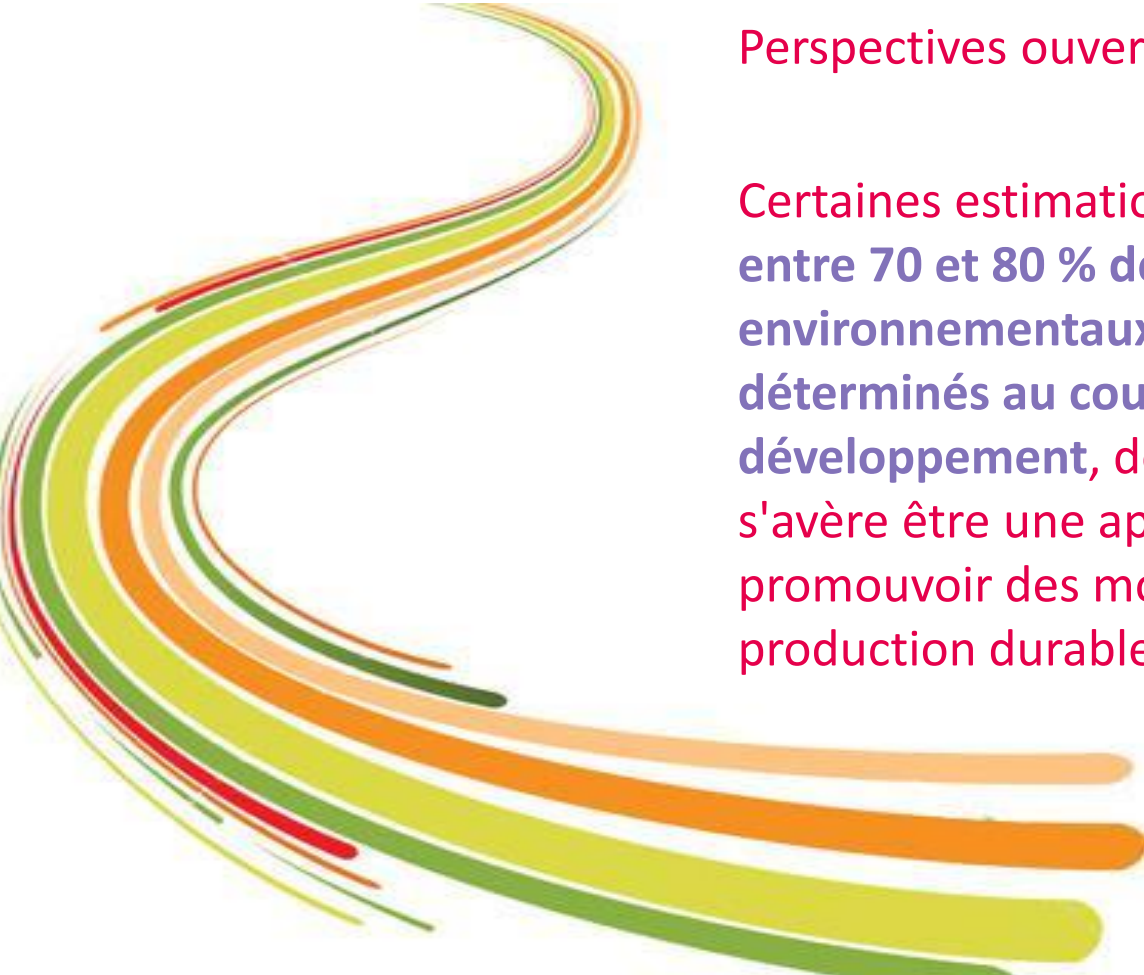 Perspectives ouver
Certaines estimatio
entre 70 et 80 % de
environnementaux
déterminés au cou
développement, de
s'avère être une ap
promouvoir des mo
production durable